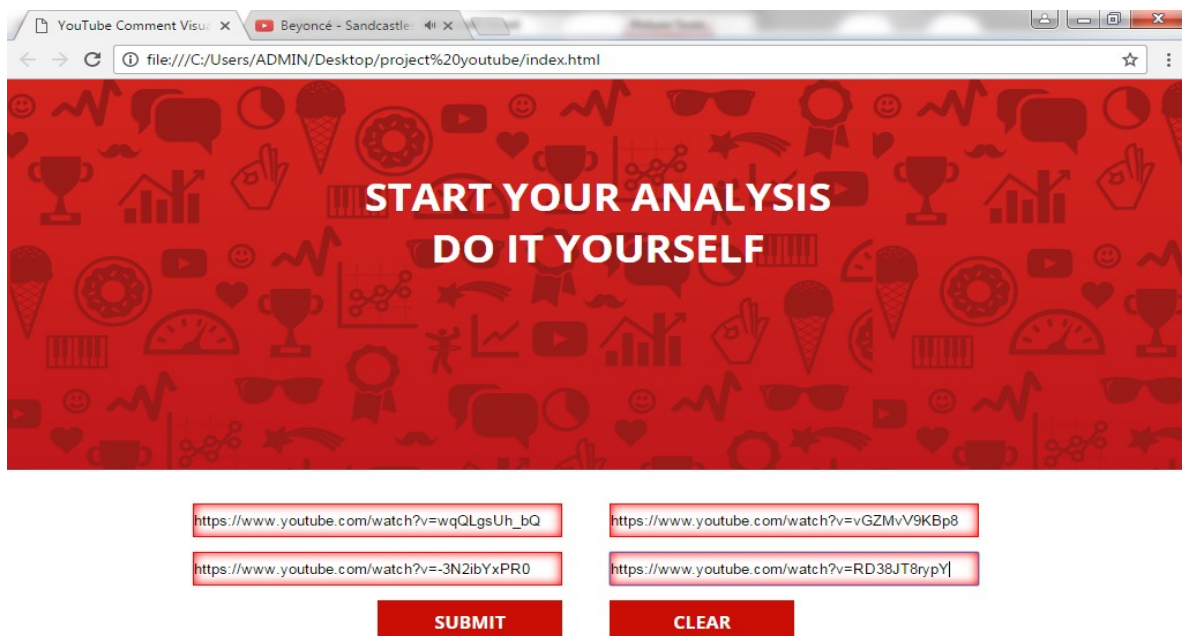 YouTube Comment Visu
Beyoncé - Sandcastle
file:///C:/Users/ADMIN/Desktop/project%20youtube/index.html
START YOUR ANALYSIS
DO IT YOURSELF
https://www.youtube.com/watch?v=wqQLgsUh_bQ
https://www.youtube.com/watch?v=vGZMvV9KBp8
https://www.youtube.com/watch?v=-3N2ibYxPR0
https://www.youtube.com/watch?v=RD38JT8rypY
SUBMIT
CLEAR